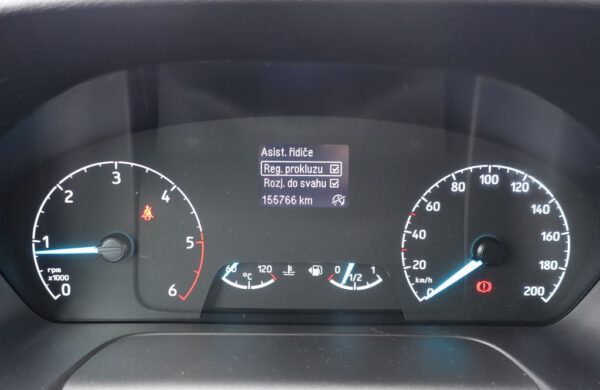 Asist. řidiče
Reg. prokluzu
Rozj. do svahu
155766 km
0
1
2
3
4
5
6
rpm
x1000
60 120
°C
0 1/2 1
0
20
40
60
80
100
120
140
160
180
200
km/h